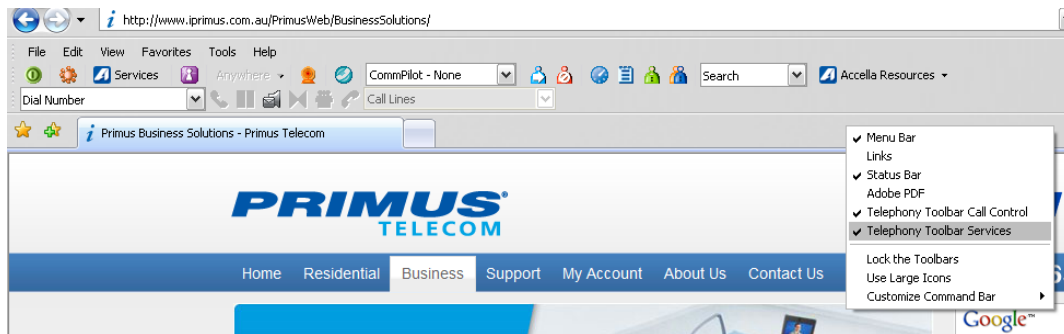 http://www.iprimus.com.au/PrimusWeb/BusinessSolutions/
File Edit View Favorites Tools Help
Services Anywhere CommPilot - None Search Accella Resources
Dial Number Call Lines
Primus Business Solutions - Primus Telecom
Menu Bar
Links
Status Bar
Adobe PDF
Telephony Toolbar Call Control
Telephony Toolbar Services
Lock the Toolbars
Use Large Icons
Customize Command Bar
PRIMUS
TELECOM
Home Residential Business Support My Account About Us Contact Us
Google™